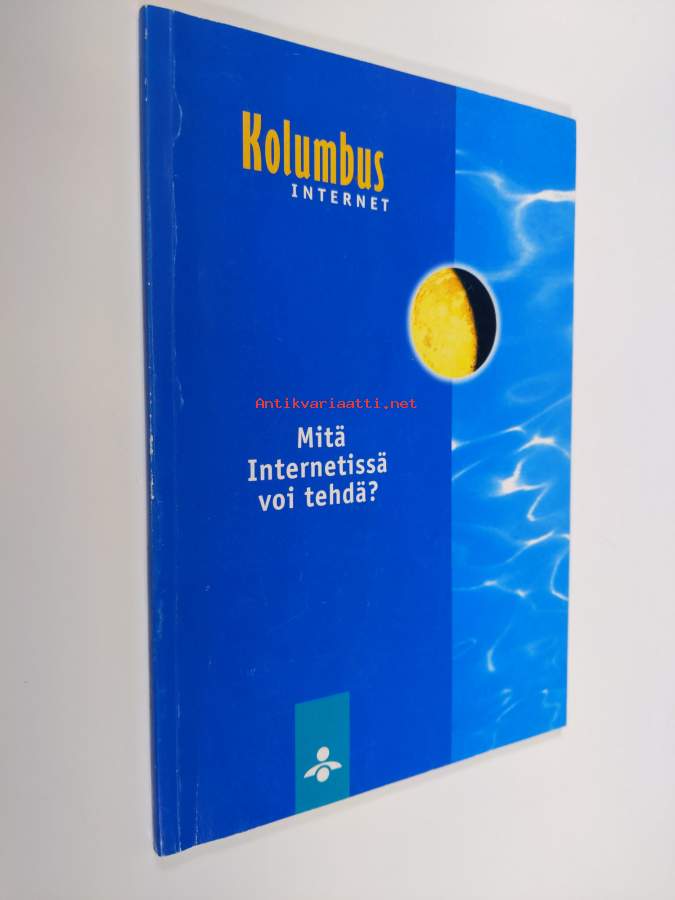 Kolumbus
INTERNET
Antikvariaatti.net
Mitä
Internetissä
voi tehdä?